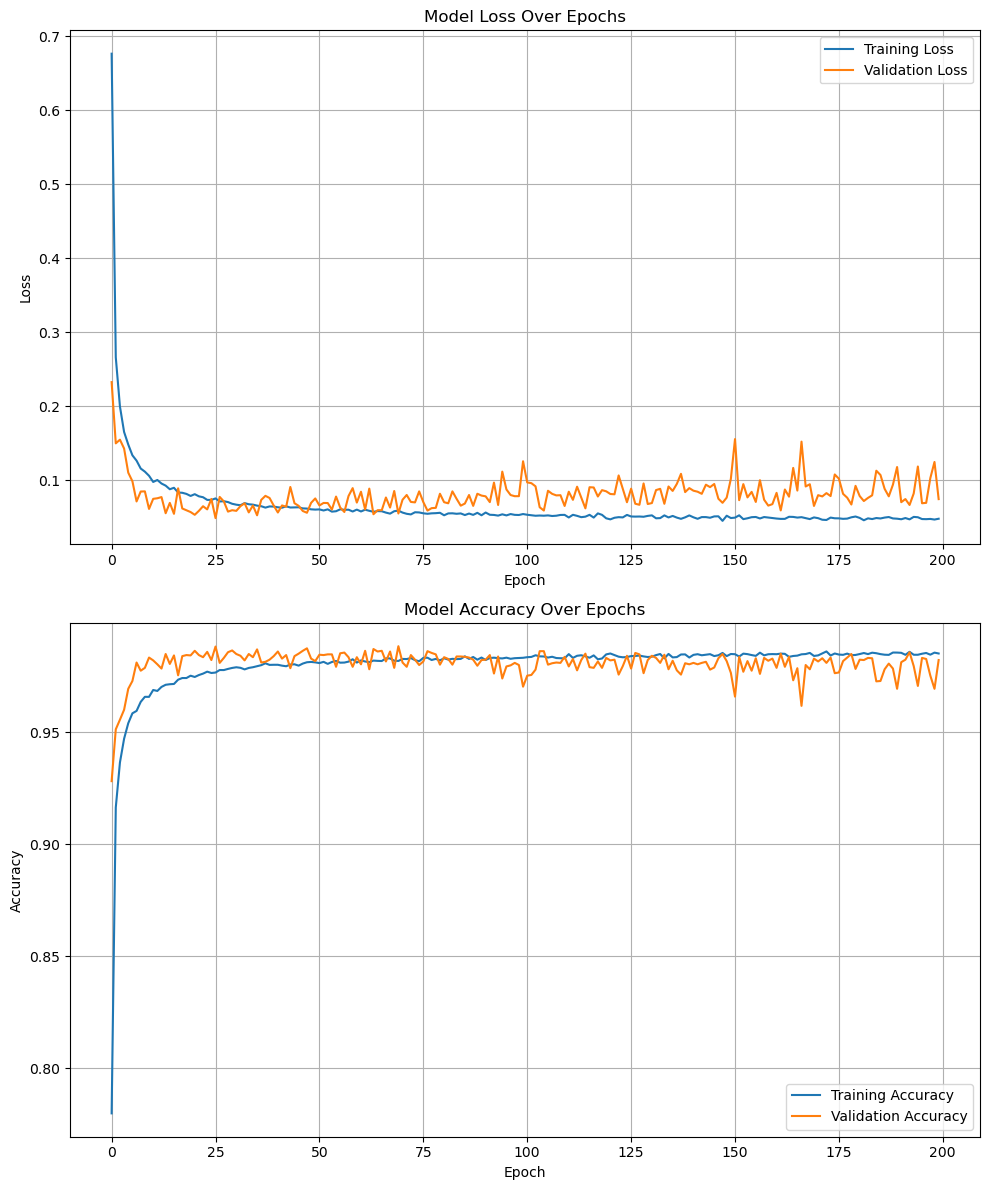 Model Loss Over Epochs
0.7
0.6
0.5
0.4
0.3
0.2
0.1
Loss
Training Loss
Validation Loss
0 25 50 75 100 125 150 175 200
Epoch
Model Accuracy Over Epochs
0.95
0.90
0.85
0.80
Accuracy
Training Accuracy
Validation Accuracy
0 25 50 75 100 125 150 175 200
Epoch